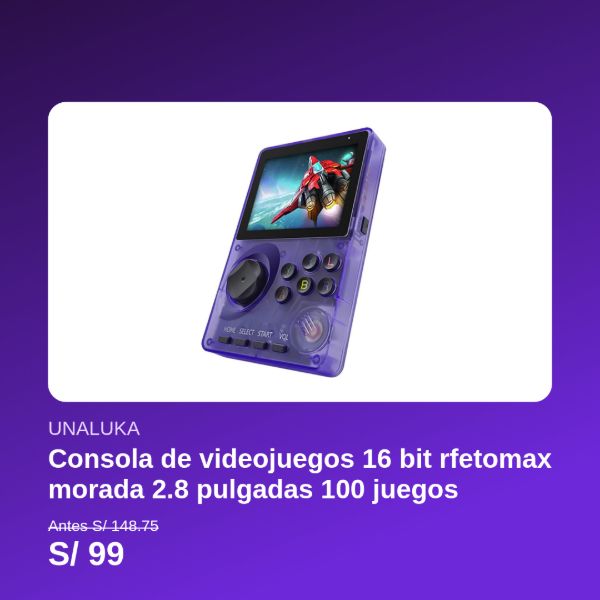 HOME SELECT START VOL
B
UNALUKA
Consola de videojuegos 16 bit rfetomax
morada 2.8 pulgadas 100 juegos
Antes S/ 148.75
S/ 99